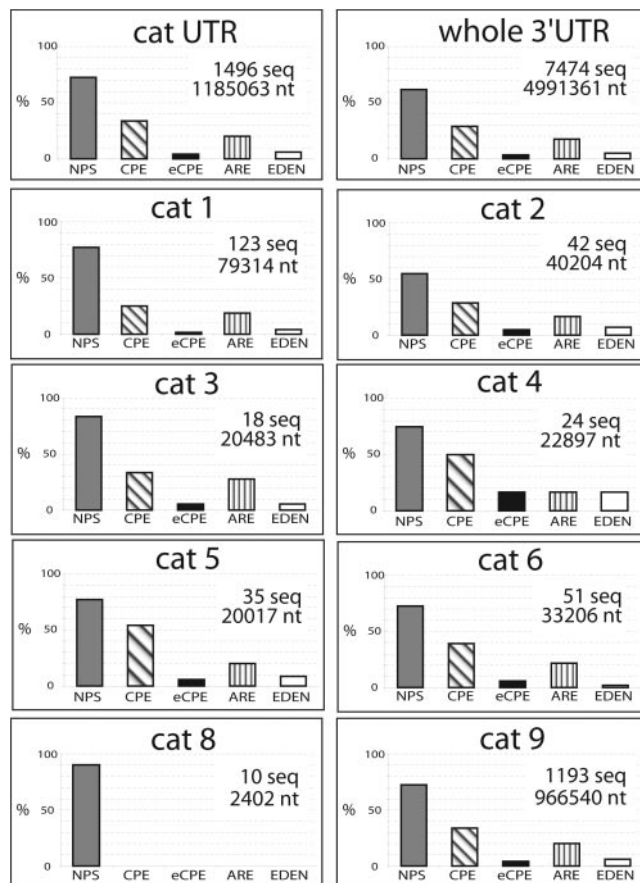 cat UTR
1496 seq
1185063 nt
100
%
50
0
NPS CPE eCPE ARE EDEN
whole 3'UTR
7474 seq
4991361 nt
100
%
50
0
NPS CPE eCPE ARE EDEN
cat 1
123 seq
79314 nt
100
%
50
0
NPS CPE eCPE ARE EDEN
cat 2
42 seq
40204 nt
100
%
50
0
NPS CPE eCPE ARE EDEN
cat 3
18 seq
20483 nt
100
%
50
0
NPS CPE eCPE ARE EDEN
cat 4
24 seq
22897 nt
100
%
50
0
NPS CPE eCPE ARE EDEN
cat 5
35 seq
20017 nt
100
%
50
0
NPS CPE eCPE ARE EDEN
cat 6
51 seq
33206 nt
100
%
50
0
NPS CPE eCPE ARE EDEN
cat 8
10 seq
2402 nt
100
%
50
0
NPS CPE eCPE ARE EDEN
cat 9
1193 seq
966540 nt
100
%
50
0
NPS CPE eCPE ARE EDEN